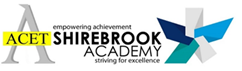 empowering achievement
ACET SHIREBROOK
ACADEMY
striving for excellence